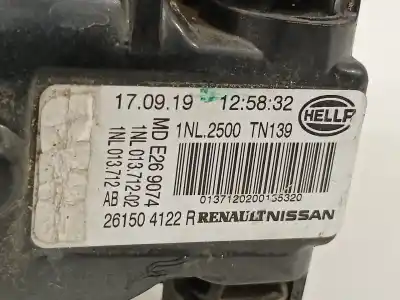 17.09.19 12:58:32
1NL.2500 TN139
HELLA
MD E26 9074
1NL 013.712-02
1NL 013.712 AB
0137120200135320
26150 4122 R RENAULT NISSAN